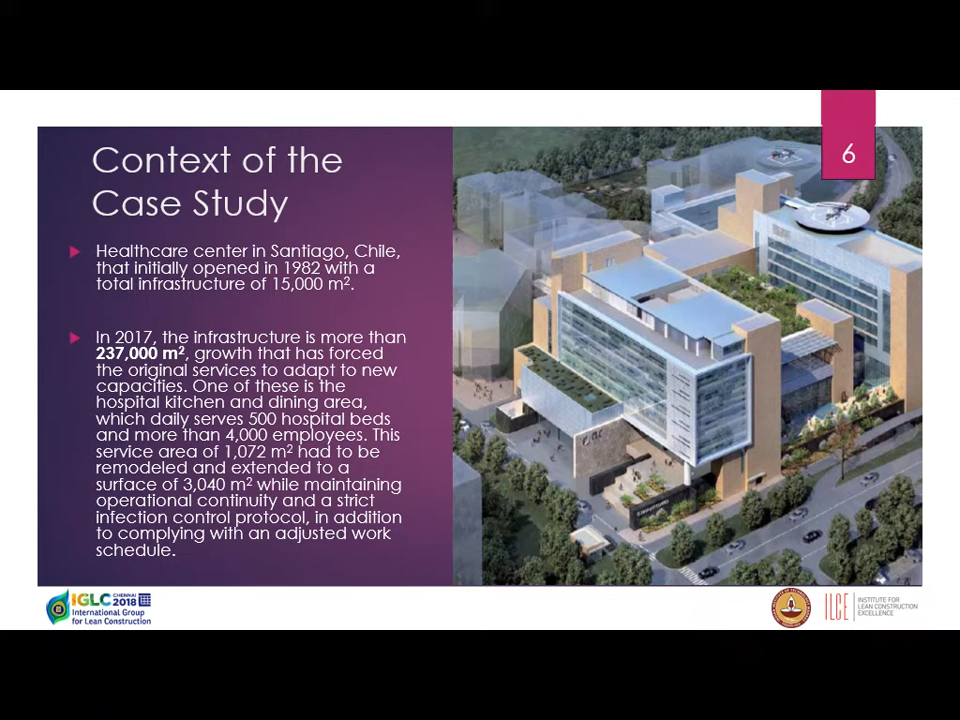 6
Context of the
Case Study
Healthcare center in Santiago, Chile,
that initially opened in 1982 with a
total infrastructure of 15,000 m².
In 2017, the infrastructure is more than
237,000 m², growth that has forced
the original services to adapt to new
capacities. One of these is the
hospital kitchen and dining area,
which daily serves 500 hospital beds
and more than 4,000 employees. This
service area of 1,072 m² had to be
remodeled and extended to a
surface of 3,040 m² while maintaining
operational continuity and a strict
infection control protocol, in addition
to complying with an adjusted work
schedule.
IGLC CHENNAI 2018
International Group
for Lean Construction
ILCE
INSTITUTE FOR
LEAN CONSTRUCTION
EXCELLENCE